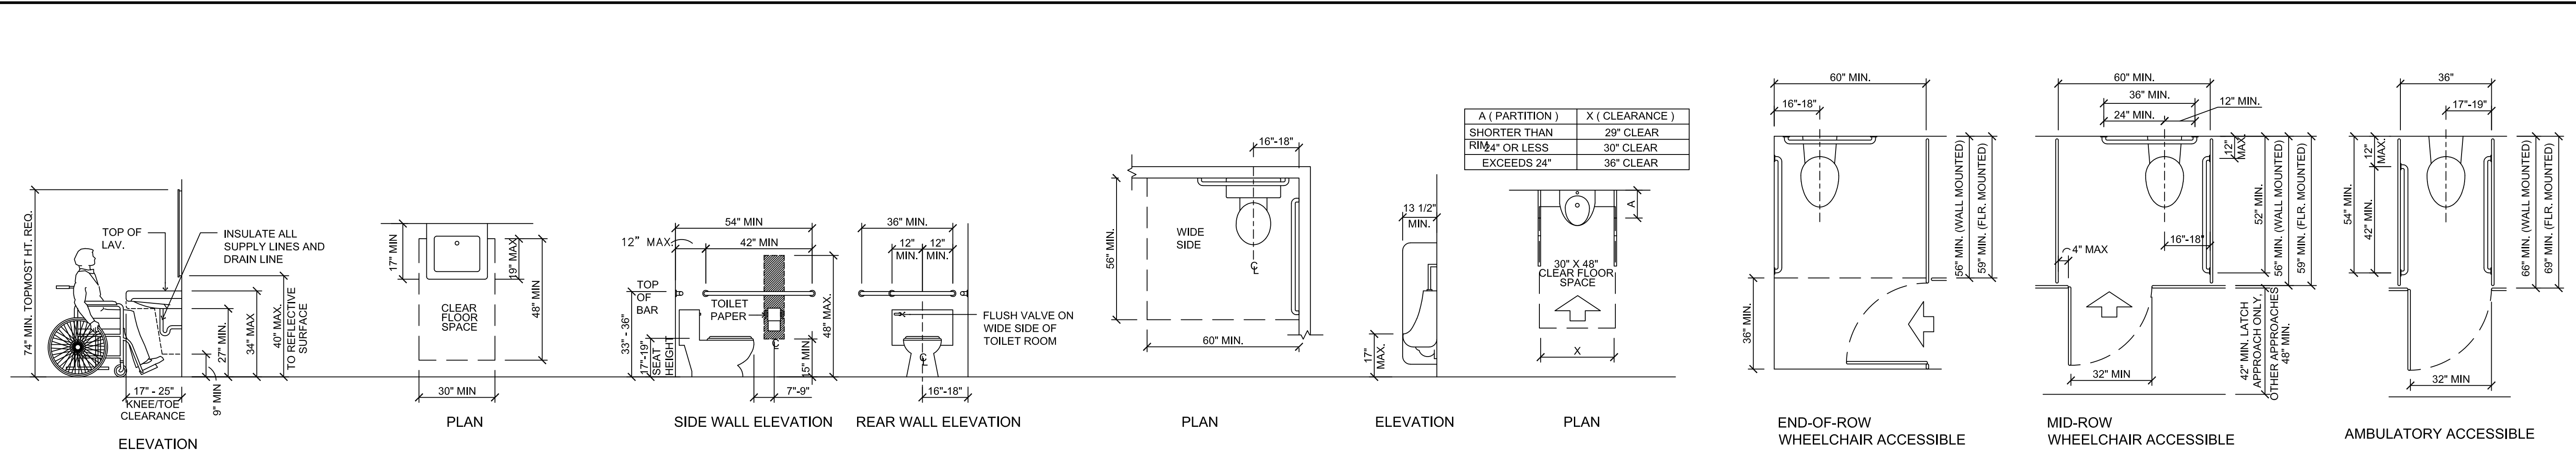 74" MIN. TOPMOST HT. REQ.
TOP OF
LAV.
INSULATE ALL
SUPPLY LINES AND
DRAIN LINE
27" MIN.
34" MAX
40" MAX.
TO REFLECTIVE
SURFACE
17" - 25"
KNEE/TOE
CLEARANCE
9" MIN
ELEVATION
17" MIN
19" MAX
48" MIN
CLEAR
FLOOR
SPACE
30" MIN
PLAN
54" MIN
12" MAX.
42" MIN
TOP
OF
BAR
TOILET
PAPER
33" - 36"
17"-19"
SEAT
HEIGHT
48" MAX.
15" MIN
CL
7"-9"
SIDE WALL ELEVATION
36" MIN.
12"
MIN.
12"
MIN.
FLUSH VALVE ON
WIDE SIDE OF
TOILET ROOM
CL
16"-18"
REAR WALL ELEVATION
16"-18"
56" MIN.
WIDE
SIDE
CL
60" MIN.
PLAN
13 1/2"
MIN.
17"
MAX.
ELEVATION
A ( PARTITION ) X ( CLEARANCE )
SHORTER THAN
RIM 29" CLEAR
24" OR LESS 30" CLEAR
EXCEEDS 24" 36" CLEAR
A
30" X 48"
CLEAR FLOOR
SPACE
X
PLAN
60" MIN.
16"-18"
56" MIN. (WALL MOUNTED)
59" MIN. (FLR. MOUNTED)
36" MIN.
END-OF-ROW
WHEELCHAIR ACCESSIBLE
60" MIN.
36" MIN.
24" MIN.
12" MIN.
12"
MAX.
52" MIN.
56" MIN. (WALL MOUNTED)
59" MIN. (FLR. MOUNTED)
16"-18"
4" MAX
32" MIN
42" MIN. LATCH
APPROACH ONLY.
OTHER APPROACHES
48" MIN.
MID-ROW
WHEELCHAIR ACCESSIBLE
36"
17"-19"
54" MIN.
12"
MAX.
42" MIN.
66" MIN. (WALL MOUNTED)
69" MIN. (FLR. MOUNTED)
32" MIN
AMBULATORY ACCESSIBLE